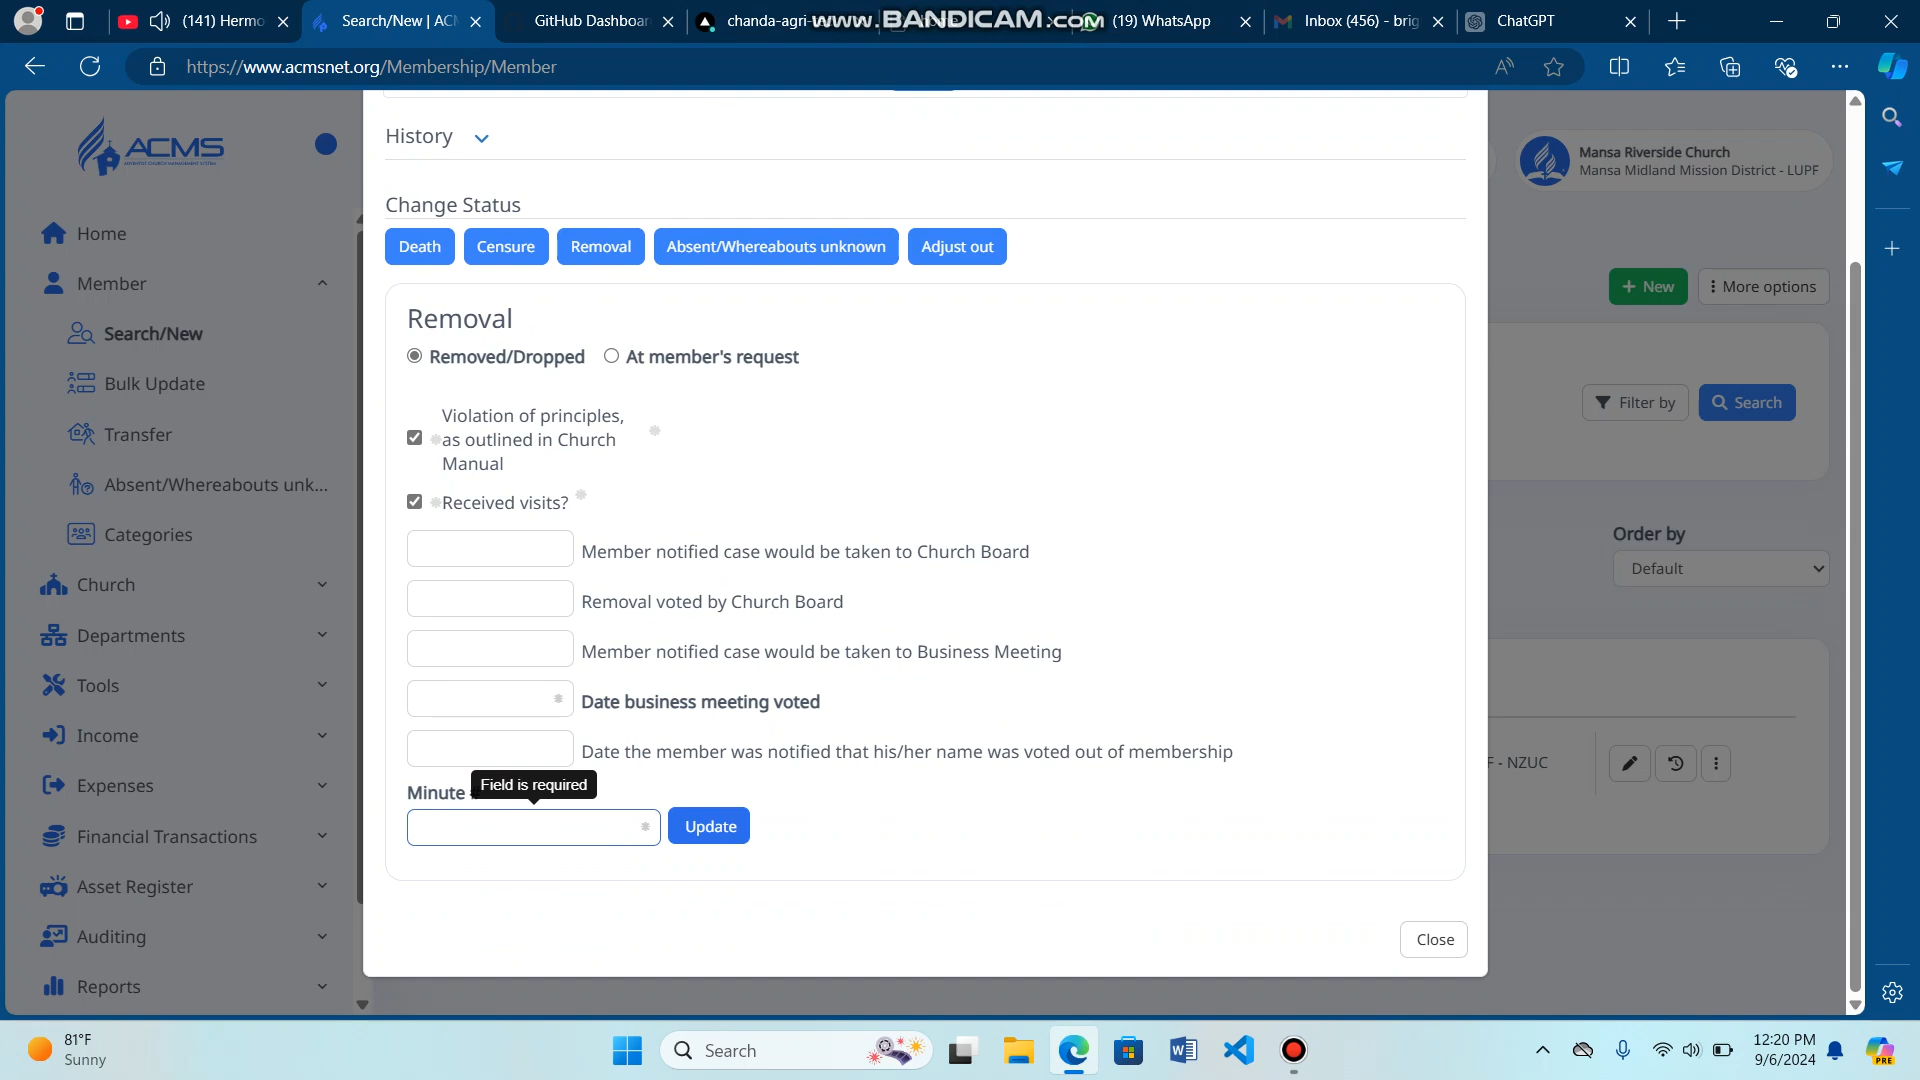 (141) Hermo
Search/New | ACM
GitHub Dashboar
chanda-agri-
www.BANDICAM.com
(19) WhatsApp
Inbox (456) - brig
ChatGPT
https://www.acmsnet.org/Membership/Member
ACMS
Mansa Riverside Church
Mansa Midland Mission District - LUPF
Home
Member
Search/New
Bulk Update
Transfer
Absent/Whereabouts unk...
Categories
Church
Departments
Tools
Income
Expenses
Financial Transactions
Asset Register
Auditing
Reports
History
Change Status
Death
Censure
Removal
Absent/Whereabouts unknown
Adjust out
Removal
Removed/Dropped
At member's request
Violation of principles,
as outlined in Church
Manual
Received visits?
Member notified case would be taken to Church Board
Removal voted by Church Board
Member notified case would be taken to Business Meeting
Date business meeting voted
Date the member was notified that his/her name was voted out of membership
Minute #
Field is required
Update
Close
New
More options
Filter by
Search
Order by
Default
F - NZUC
81°F
Sunny
Search
12:20 PM
9/6/2024
PRE